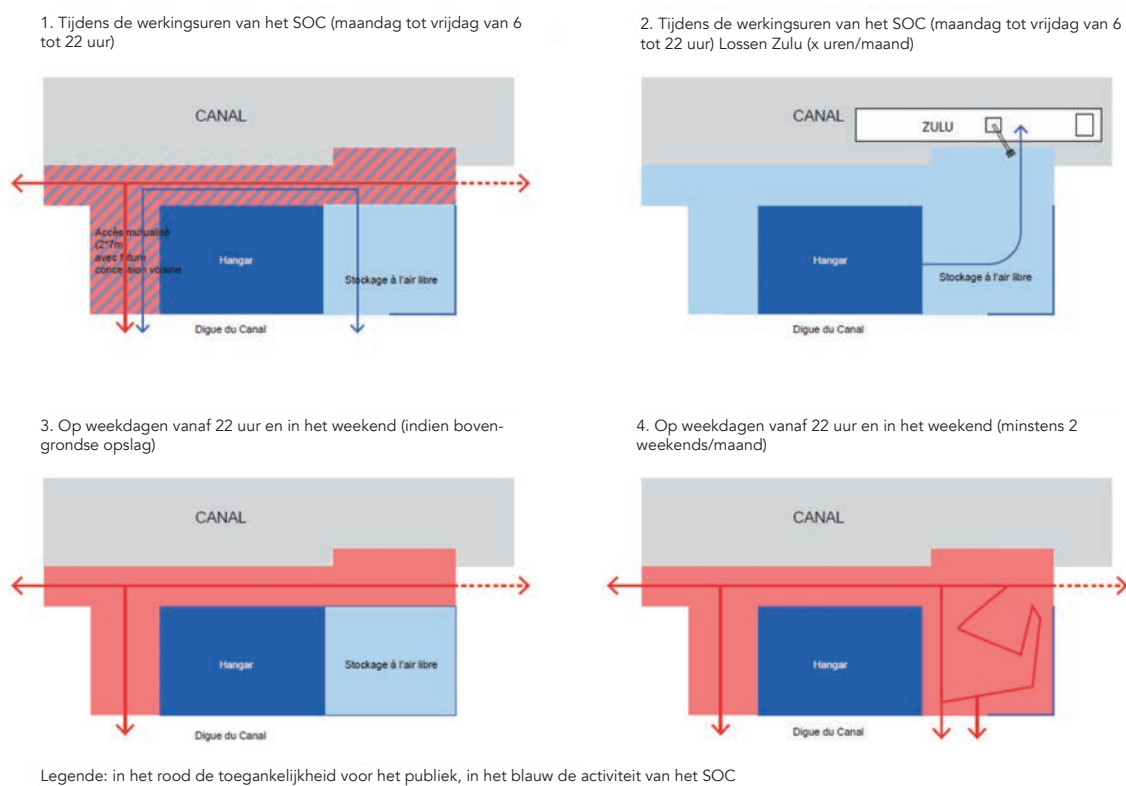 1. Tijdens de werkingsuren van het SOC (maandag tot vrijdag van 6
tot 22 uur)
CANAL
Accès mutualisé
(2*7m)
avec future
concession voisine
Hangar
Stockage à l'air libre
Digue du Canal
2. Tijdens de werkingsuren van het SOC (maandag tot vrijdag van 6
tot 22 uur) Lossen Zulu (x uren/maand)
CANAL
ZULU
Hangar
Stockage à l'air libre
Digue du Canal
3. Op weekdagen vanaf 22 uur en in het weekend (indien boven-
grondse opslag)
CANAL
Hangar
Stockage à l'air libre
Digue du Canal
4. Op weekdagen vanaf 22 uur en in het weekend (minstens 2
weekends/maand)
CANAL
Hangar
Digue du Canal
Legende: in het rood de toegankelijkheid voor het publiek, in het blauw de activiteit van het SOC